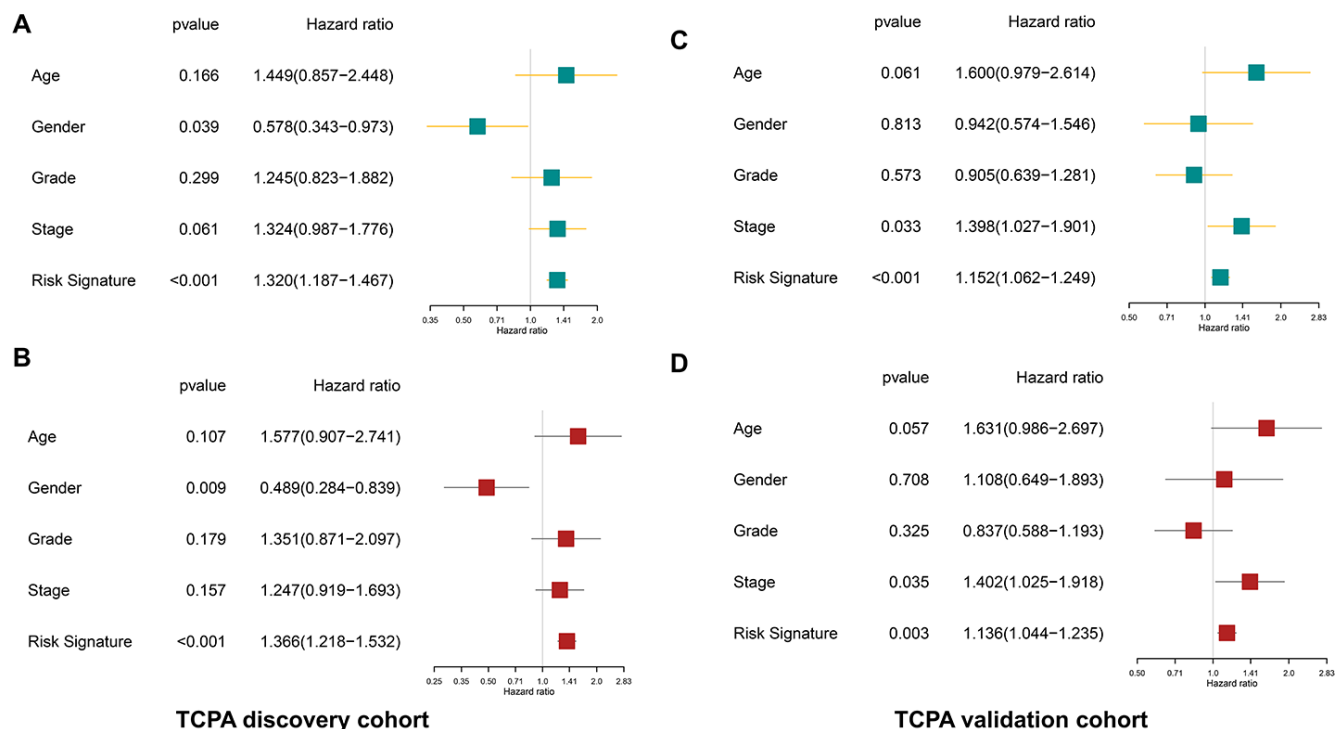 A
pvalue Hazard ratio
Age 0.166 1.449(0.857−2.448)
Gender 0.039 0.578(0.343−0.973)
Grade 0.299 1.245(0.823−1.882)
Stage 0.061 1.324(0.987−1.776)
Risk Signature <0.001 1.320(1.187−1.467)
0.35 0.50 0.71 1.0 1.41 2.0
Hazard ratio
B
pvalue Hazard ratio
Age 0.107 1.577(0.907−2.741)
Gender 0.009 0.489(0.284−0.839)
Grade 0.179 1.351(0.871−2.097)
Stage 0.157 1.247(0.919−1.693)
Risk Signature <0.001 1.366(1.218−1.532)
0.25 0.35 0.50 0.71 1.0 1.41 2.0 2.83
Hazard ratio
TCPA discovery cohort
C
pvalue Hazard ratio
Age 0.061 1.600(0.979−2.614)
Gender 0.813 0.942(0.574−1.546)
Grade 0.573 0.905(0.639−1.281)
Stage 0.033 1.398(1.027−1.901)
Risk Signature <0.001 1.152(1.062−1.249)
0.50 0.71 1.0 1.41 2.0 2.83
Hazard ratio
D
pvalue Hazard ratio
Age 0.057 1.631(0.986−2.697)
Gender 0.708 1.108(0.649−1.893)
Grade 0.325 0.837(0.588−1.193)
Stage 0.035 1.402(1.025−1.918)
Risk Signature 0.003 1.136(1.044−1.235)
0.50 0.71 1.0 1.41 2.0 2.83
Hazard ratio
TCPA validation cohort